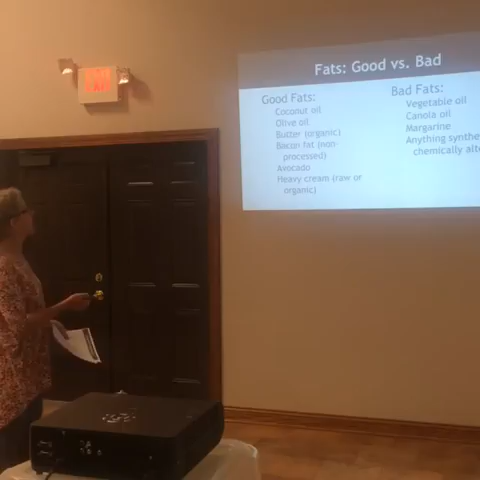 EXIT
Fats: Good vs. Bad
Good Fats:
Coconut oil
Olive oil
Butter (organic)
Bacon fat (non-
processed)
Avocado
Heavy cream (raw or
organic)
Bad Fats:
Vegetable oil
Canola oil
Margarine
Anything synthe
chemically alte